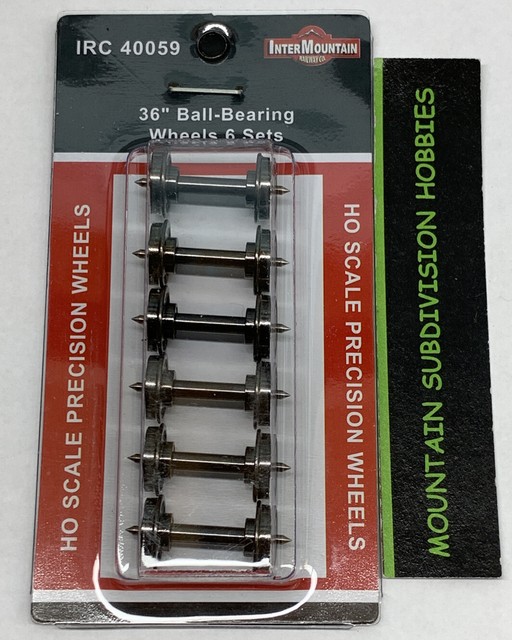 IRC 40059
INTERMOUNTAIN
RAILWAY CO.
36" Ball-Bearing
Wheels 6 Sets
HO SCALE PRECISION WHEELS
HO SCALE PRECISION WHEELS
MOUNTAIN SUBDIVISION HOBBIES